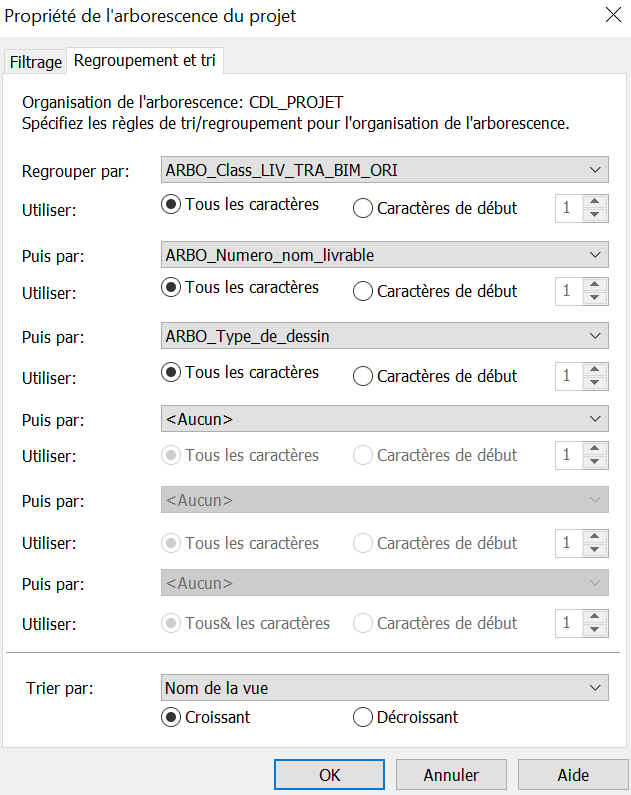 Propriété de l'arborescence du projet
Filtrage
Regroupement et tri
Organisation de l'arborescence: CDL_PROJET
Spécifiez les règles de tri/regroupement pour l'organisation de l'arborescence.
Regrouper par: ARBO_Class_LIV_TRA_BIM_ORI
Utiliser: Tous les caractères Caractères de début 1
Puis par: ARBO_Numero_nom_livrable
Utiliser: Tous les caractères Caractères de début 1
Puis par: ARBO_Type_de_dessin
Utiliser: Tous les caractères Caractères de début 1
Puis par: <Aucun>
Utiliser: Tous les caractères Caractères de début 1
Puis par: <Aucun>
Utiliser: Tous les caractères Caractères de début 1
Puis par: <Aucun>
Utiliser: Tous& les caractères Caractères de début 1
Trier par: Nom de la vue
Croissant Décroissant
OK Annuler Aide